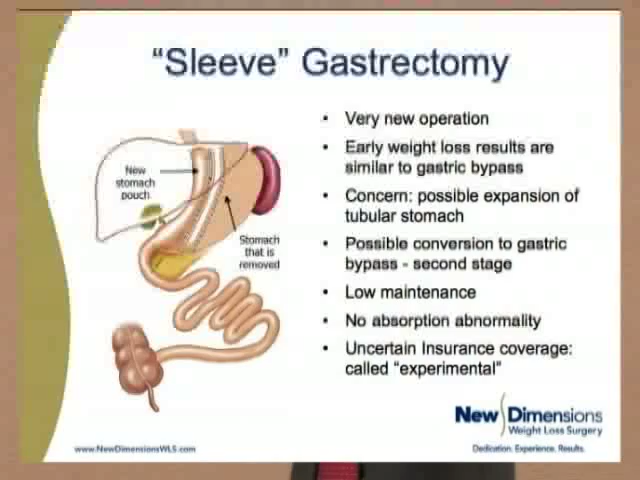 "Sleeve" Gastrectomy
New
stomach
pouch
Stomach
that is
removed
• Very new operation
• Early weight loss results are
similar to gastric bypass
• Concern: possible expansion of
tubular stomach
• Possible conversion to gastric
bypass - second stage
• Low maintenance
• No absorption abnormality
• Uncertain Insurance coverage:
called "experimental"
New Dimensions
Weight Loss Surgery
www.NewDimensionsWLS.com
Dedication. Experience. Results.